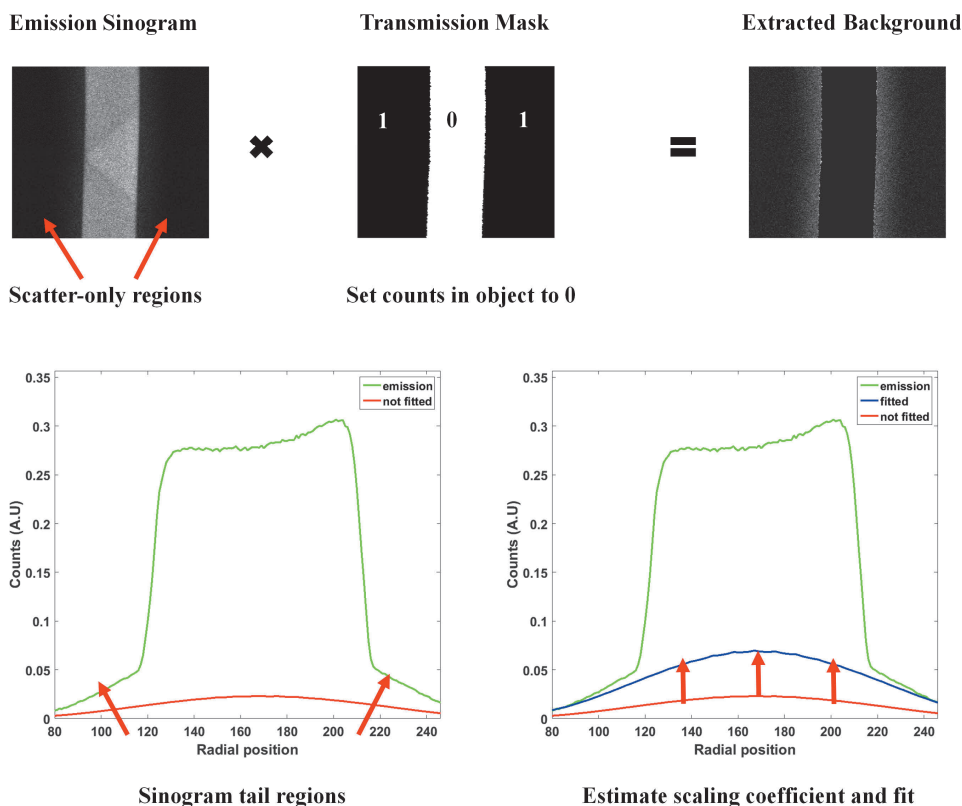 Emission Sinogram
Transmission Mask
Extracted Background
1
0
1
Scatter-only regions
Set counts in object to 0
0.35
0.3
0.25
0.2
0.15
0.1
0.05
0
Counts (A.U)
emission
not fitted
80 100 120 140 160 180 200 220 240
Radial position
Sinogram tail regions
0.35
0.3
0.25
0.2
0.15
0.1
0.05
0
Counts (A.U)
emission
fitted
not fitted
80 100 120 140 160 180 200 220 240
Radial position
Estimate scaling coefficient and fit